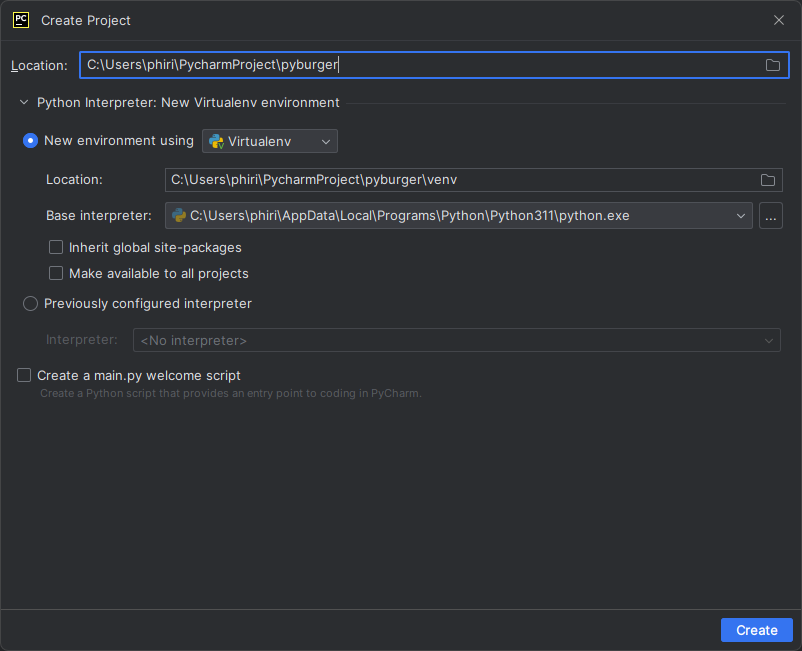 PC Create Project
Location: C:\Users\phiri\PycharmProject\pyburger
Python Interpreter: New Virtualenv environment
New environment using Virtualenv
Location: C:\Users\phiri\PycharmProject\pyburger\venv
Base interpreter: C:\Users\phiri\AppData\Local\Programs\Python\Python311\python.exe ...
Inherit global site-packages
Make available to all projects
Previously configured interpreter
Interpreter: <No interpreter>
Create a main.py welcome script
Create a Python script that provides an entry point to coding in PyCharm.
Create